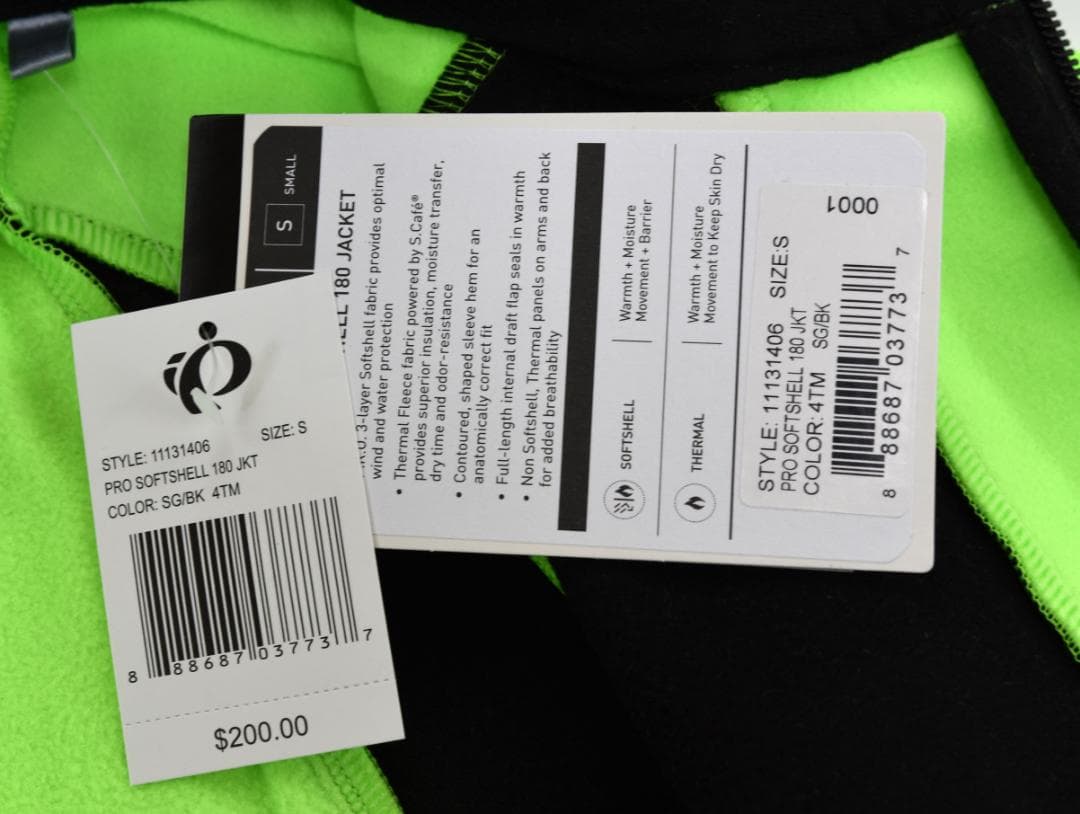 STYLE: 11131406 SIZE: S
PRO SOFTSHELL 180 JKT
COLOR: SG/BK 4TM
8 88687 03773 7
$200.00
S SMALL
180 JACKET
3-layer Softshell fabric provides optimal
wind and water protection
• Thermal Fleece fabric powered by S.Café®
provides superior insulation, moisture transfer,
dry time and odor-resistance
• Contoured, shaped sleeve hem for an
anatomically correct fit
• Full-length internal draft flap seals in warmth
• Non Softshell, Thermal panels on arms and back
for added breathability
SOFTSHELL
Warmth + Moisture
Movement + Barrier
THERMAL
Warmth + Moisture
Movement to Keep Skin Dry
STYLE: 11131406 SIZE:S
PRO SOFTSHELL 180 JKT
COLOR: 4TM SG/BK
8 88687 03773 7
0001